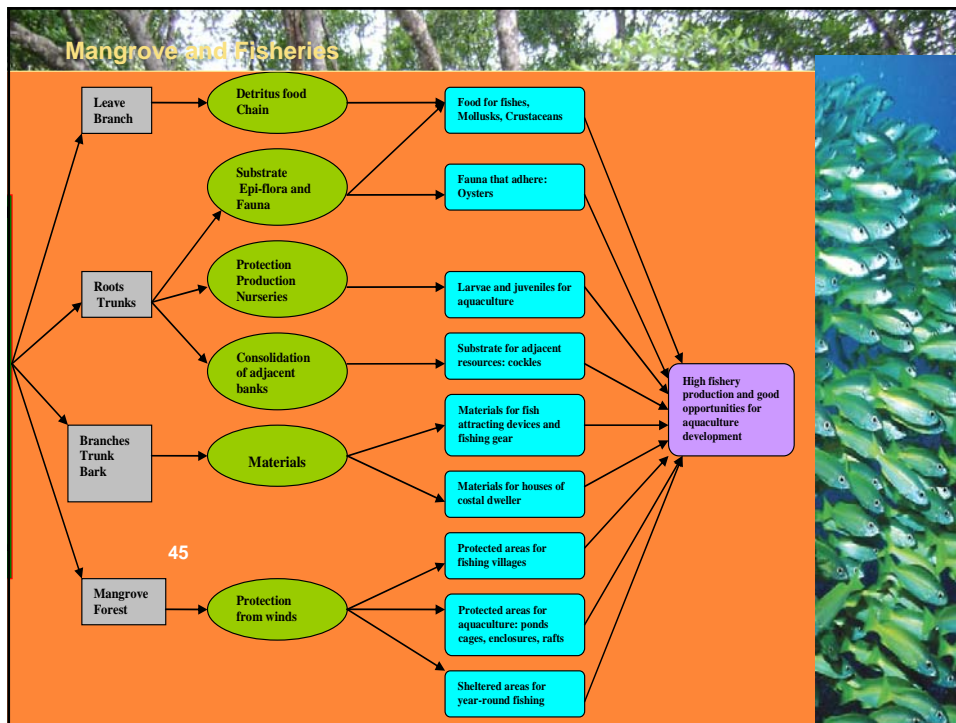 Mangrove and Fisheries
Leave
Branch
Detritus food
Chain
Food for fishes,
Mollusks, Crustaceans
Substrate
Epi-flora and
Fauna
Fauna that adhere:
Oysters
Roots
Trunks
Protection
Production
Nurseries
Larvae and juveniles for
aquaculture
Consolidation
of adjacent
banks
Substrate for adjacent
resources: cockles
High fishery
production and good
opportunities for
aquaculture
development
Branches
Trunk
Bark
Materials
Materials for fish
attracting devices and
fishing gear
Materials for houses of
costal dweller
45
Protected areas for
fishing villages
Mangrove
Forest
Protection
from winds
Protected areas for
aquaculture: ponds
cages, enclosures, rafts
Sheltered areas for
year-round fishing